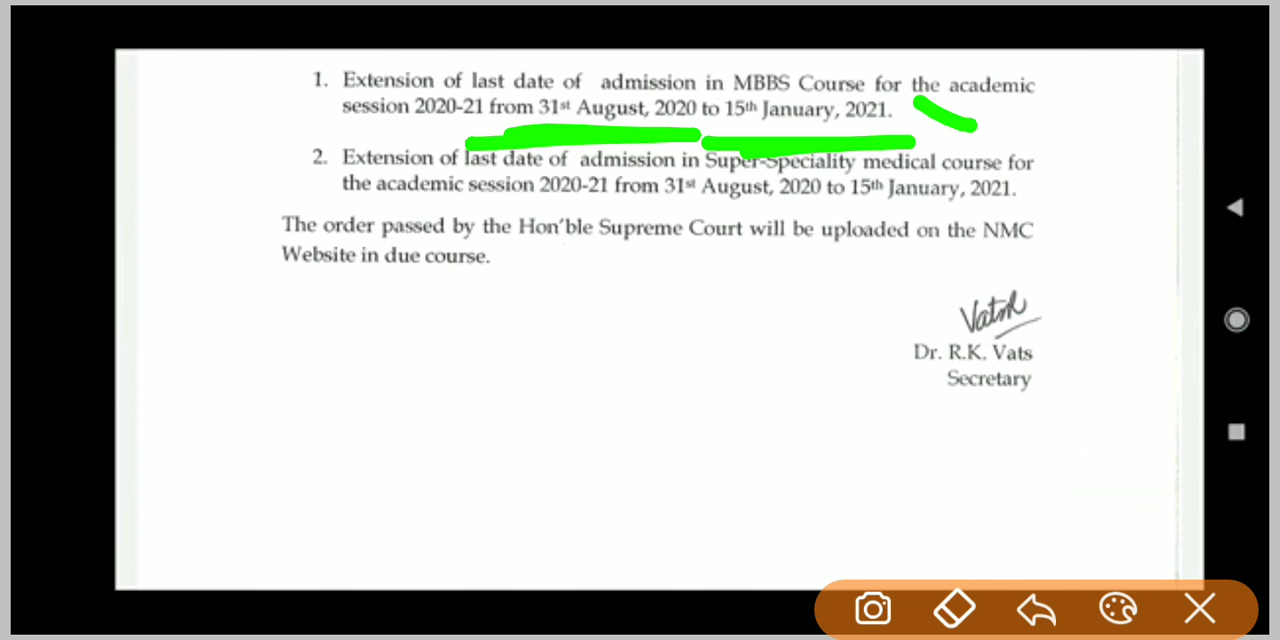 1. Extension of last date of admission in MBBS Course for the academic
session 2020-21 from 31st August, 2020 to 15th January, 2021.
2. Extension of last date of admission in Super-Speciality medical course for
the academic session 2020-21 from 31st August, 2020 to 15th January, 2021.
The order passed by the Hon'ble Supreme Court will be uploaded on the NMC
Website in due course.
Vats
Dr. R.K. Vats
Secretary